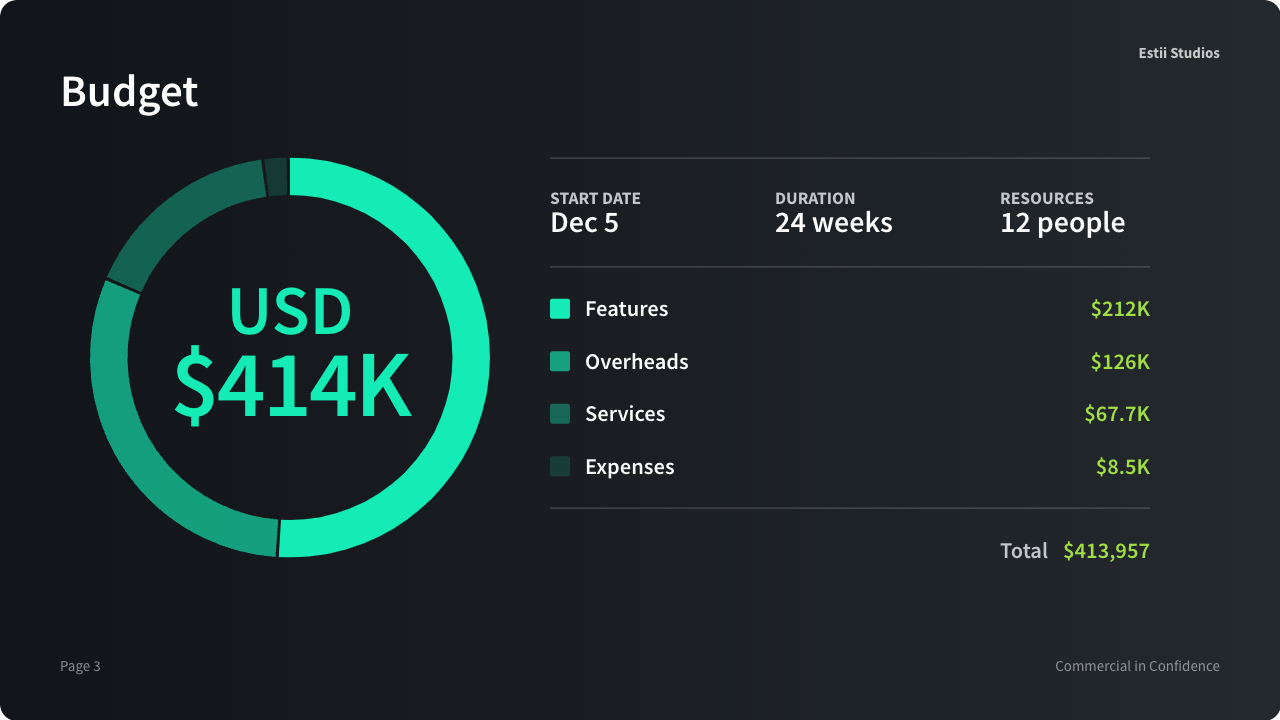 Estii Studios
Budget
USD
$414K
START DATE
Dec 5
DURATION
24 weeks
RESOURCES
12 people
Features $212K
Overheads $126K
Services $67.7K
Expenses $8.5K
Total $413,957
Page 3
Commercial in Confidence